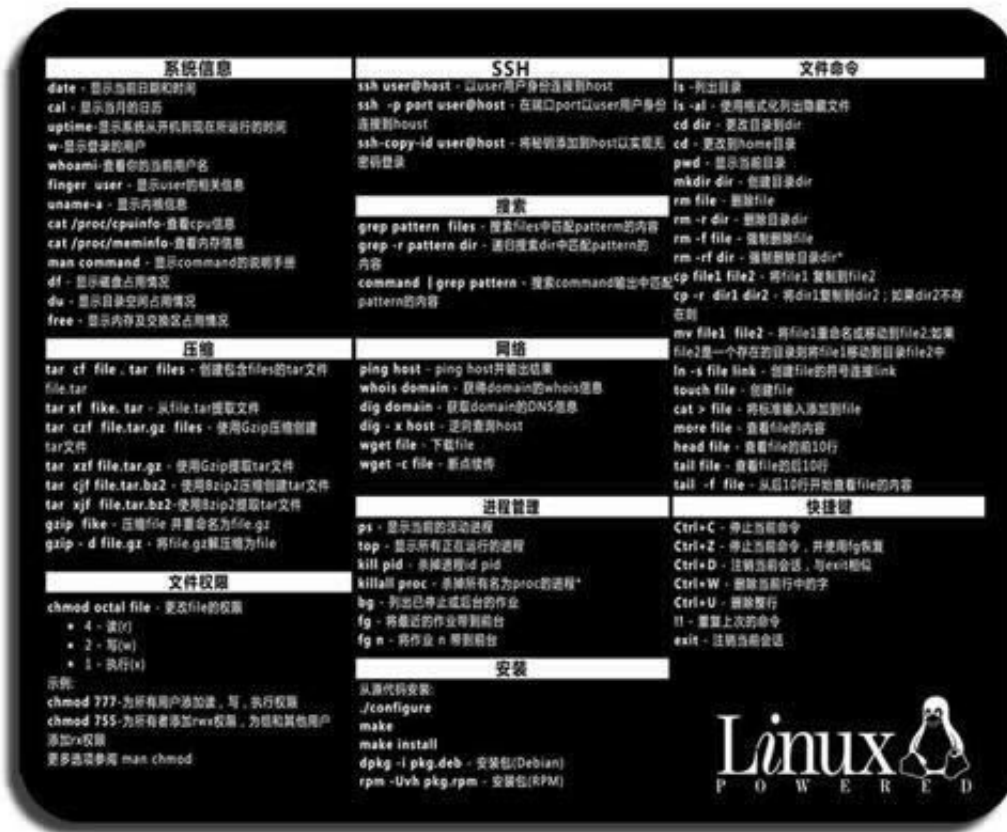 系统信息
date - 显示当前日期和时间
cal - 显示当月的日历
uptime-显示系统从开机到现在所运行的时间
w-显示登录的用户
whoami-查看你的当前用户名
finger user - 显示user的相关信息
uname-a - 显示内核信息
cat /proc/cpuinfo-查看cpu信息
cat /proc/meminfo-查看内存信息
man command - 显示command的说明手册
df - 显示磁盘占用情况
du - 显示目录空间占用情况
free - 显示内存及交换区占用情况
压缩
tar cf file . tar files - 创建包含files的tar文件
file.tar
tar xf fike. tar - 从file.tar提取文件
tar czf file.tar.gz files - 使用Gzip压缩创建
tar文件
tar xzf file.tar.gz - 使用Gzip提取tar文件
tar cjf file.tar.bz2 - 使用Bzip2压缩创建tar文件
tar xjf file.tar.bz2-使用Bzip2提取tar文件
gzip fike - 压缩file 并重命名为file.gz
gzip - d file.gz - 将file.gz解压缩为file
文件权限
chmod octal file - 更改file的权限
* 4 - 读(r)
* 2 - 写(w)
* 1 - 执行(x)
示例:
chmod 777-为所有用户添加读，写，执行权限
chmod 755-为所有者添加rwx权限，为组和其他用户
添加rx权限
更多选项参阅 man chmod
SSH
ssh user@host - 以user用户身份连接到host
ssh -p port user@host - 在端口port以user用户身份
连接到houst
ssh-copy-id user@host - 将秘钥添加到host以实现无
密码登录
搜索
grep pattern files - 搜索files中匹配patterm的内容
grep -r pattern dir - 递归搜索dir中匹配pattern的
内容
command | grep pattern - 搜索command输出中匹配
pattern的内容
网络
ping host - ping host并输出结果
whois domain - 获得domain的whois信息
dig domain - 获取domain的DNS信息
dig - x host - 逆向查询host
wget file - 下载file
wget -c file - 断点续传
进程管理
ps - 显示当前的活动进程
top - 显示所有正在运行的进程
kill pid - 杀掉进程id pid
killall proc - 杀掉所有名为proc的进程*
bg - 列出已停止或后台的作业
fg - 将最近的作业带到前台
fg n - 将作业 n 带到前台
安装
从源代码安装:
./configure
make
make install
dpkg -i pkg.deb - 安装包(Debian)
rpm -Uvh pkg.rpm - 安装包(RPM)
文件命令
ls -列出目录
ls -al - 使用格式化列出隐藏文件
cd dir - 更改目录到dir
cd - 更改到home目录
pwd - 显示当前目录
mkdir dir - 创建目录dir
rm file - 删除file
rm -r dir - 删除目录dir
rm -f file - 强制删除file
rm -rf dir - 强制删除目录dir*
cp file1 file2 - 将file1 复制到file2
cp -r dir1 dir2 - 将dir1复制到dir2；如果dir2不存
在则
mv file1 file2 - 将file1重命名或移动到file2;如果
file2是一个存在的目录则将file1移动到目录file2中
ln -s file link - 创建file的符号连接link
touch file - 创建file
cat > file - 将标准输入添加到file
more file - 查看file的内容
head file - 查看file的前10行
tail file - 查看file的后10行
tail -f file - 从后10行开始查看file的内容
快捷键
Ctrl+C - 停止当前命令
Ctrl+Z - 停止当前命令，并使用fg恢复
Ctrl+D - 注销当前会话，与exit相似
Ctrl+W - 删除当前行中的字
Ctrl+U - 删除整行
!! - 重复上次的命令
exit - 注销当前会话
Linux
POWERED